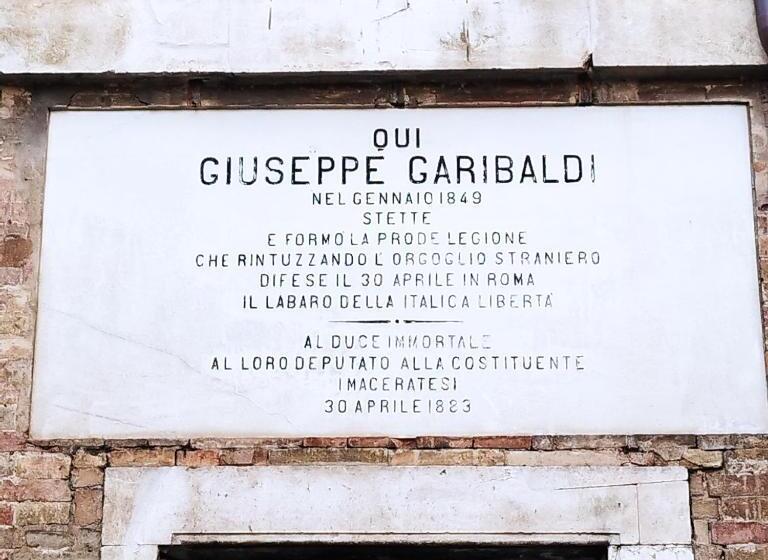 QUI
GIUSEPPE GARIBALDI
NEL GENNAIO 1849
STETTE
E FORMÒ LA PRODE LEGIONE
CHE RINTUZZANDO L'ORGOGLIO STRANIERO
DIFESE IL 30 APRILE IN ROMA
IL LABARO DELLA ITALICA LIBERTA'
AL DUCE IMMORTALE
AL LORO DEPUTATO ALLA COSTITUENTE
I MACERATESI
30 APRILE 1883